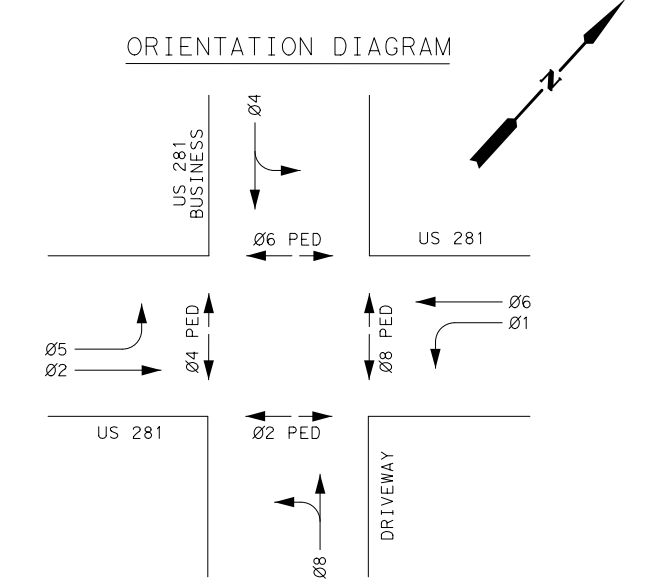 ORIENTATION DIAGRAM
N
Ø4
US 281
BUSINESS
Ø6 PED
US 281
Ø6
Ø1
Ø4 PED
Ø8 PED
Ø5
Ø2
US 281
Ø2 PED
DRIVEWAY
Ø8